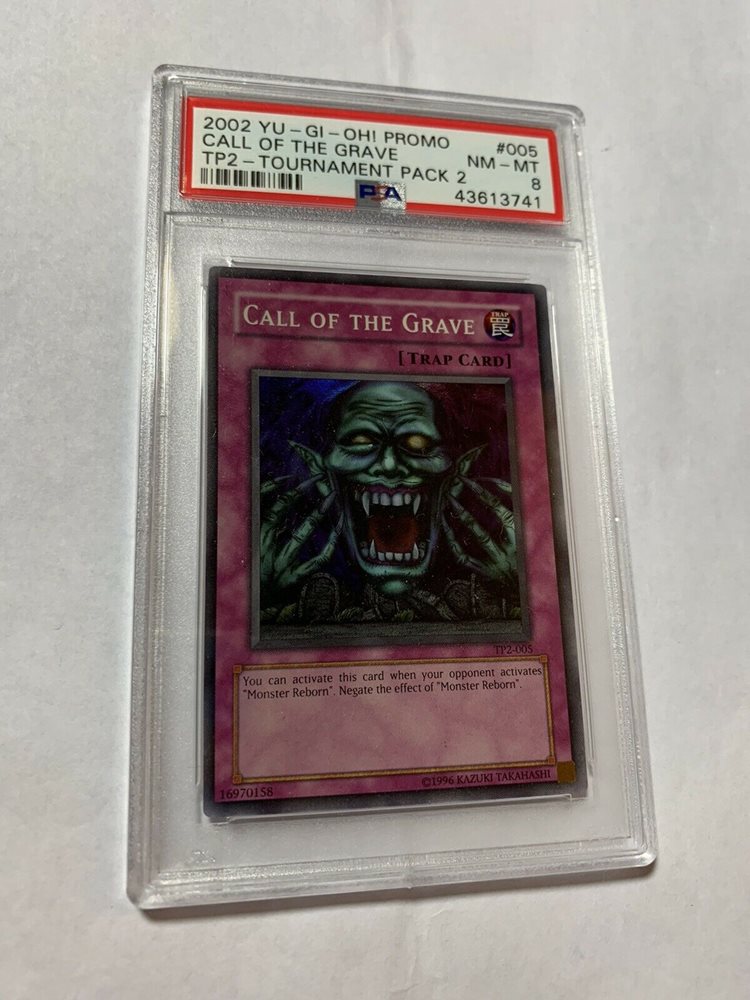 2002 YU-GI-OH! PROMO #005
CALL OF THE GRAVE NM-MT
TP2-TOURNAMENT PACK 2 8
PSA 43613741
CALL OF THE GRAVE TRAP 罠
[TRAP CARD]
TP2-005
You can activate this card when your opponent activates
"Monster Reborn". Negate the effect of "Monster Reborn".
16970158 ©1996 KAZUKI TAKAHASHI